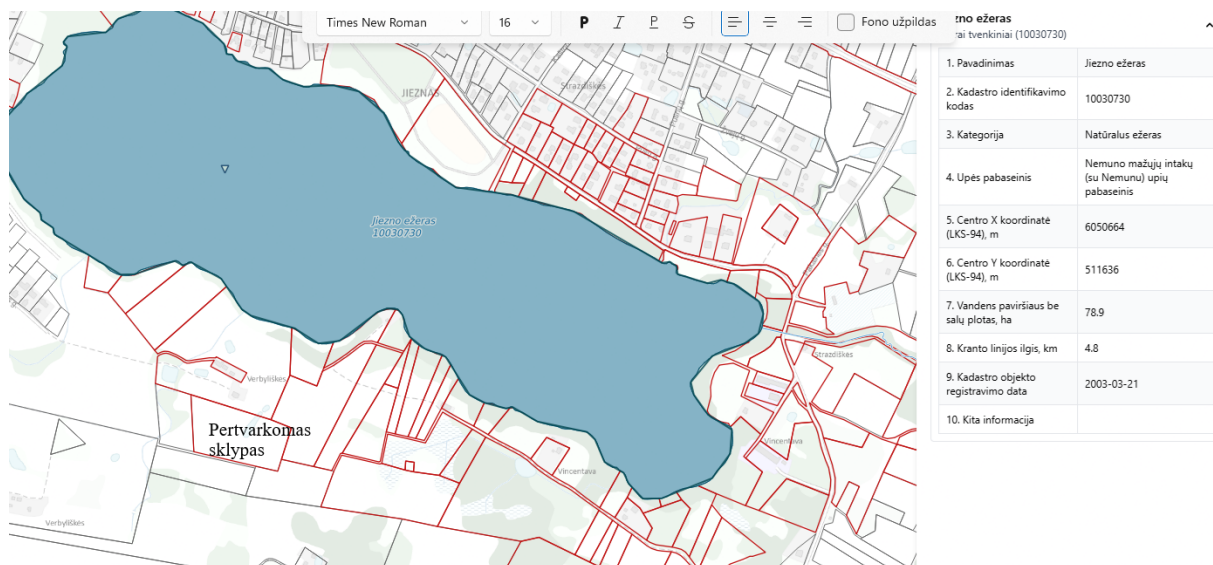 Times New Roman
16
P
I
P
S
Fono užpildas
JIEZNAS
Strazdiškės
Jiezno ežeras
10030730
Strazdiškės
Verbyliškės
Pertvarkomas
sklypas
Vincentava
Vincentava
Verbyliškės
zno ežeras
rai tvenkiniai (10030730)
1. Pavadinimas
Jiezno ežeras
2. Kadastro identifikavimo
kodas
10030730
3. Kategorija
Natūralus ežeras
4. Upės pabaseinis
Nemuno mažųjų intakų
(su Nemunu) upių
pabaseinis
5. Centro X koordinatė
(LKS-94), m
6050664
6. Centro Y koordinatė
(LKS-94), m
511636
7. Vandens paviršiaus be
salų plotas, ha
78.9
8. Kranto linijos ilgis, km
4.8
9. Kadastro objekto
registravimo data
2003-03-21
10. Kita informacija